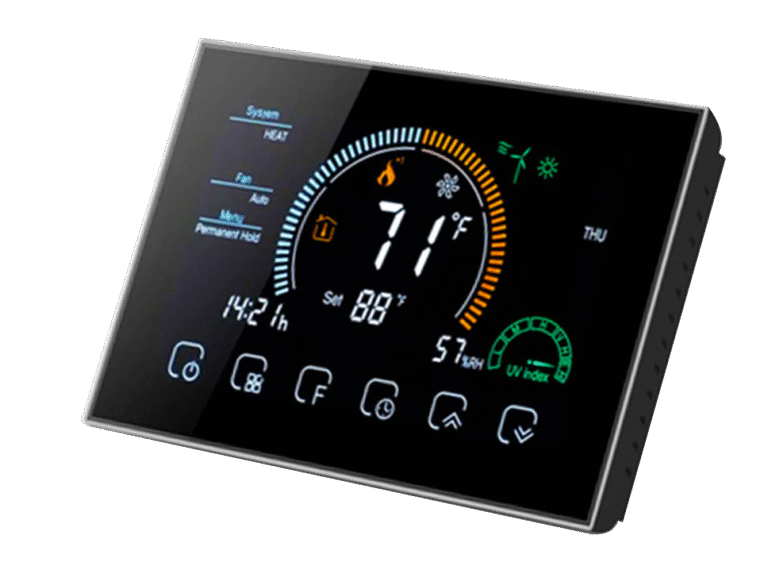 System
HEAT
Fan
Auto
Menu
Permanent Hold
71°F
THU
Set 88°F
14:21h
57%RH
UV index
F